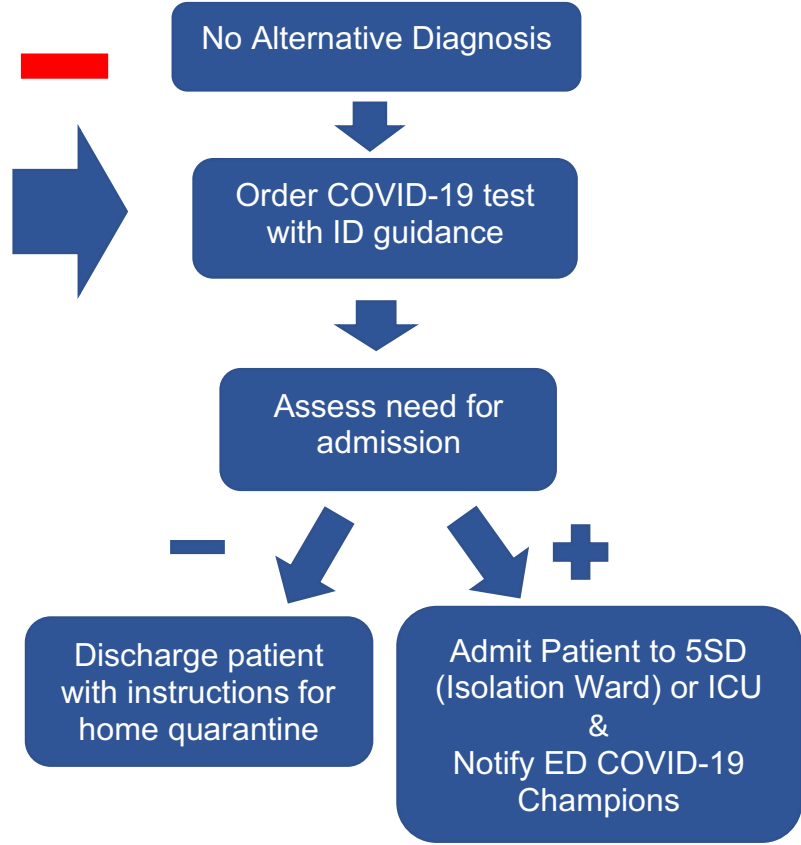 No Alternative Diagnosis
Order COVID-19 test
with ID guidance
Assess need for
admission
Discharge patient
with instructions for
home quarantine
Admit Patient to 5SD
(Isolation Ward) or ICU
&
Notify ED COVID-19
Champions